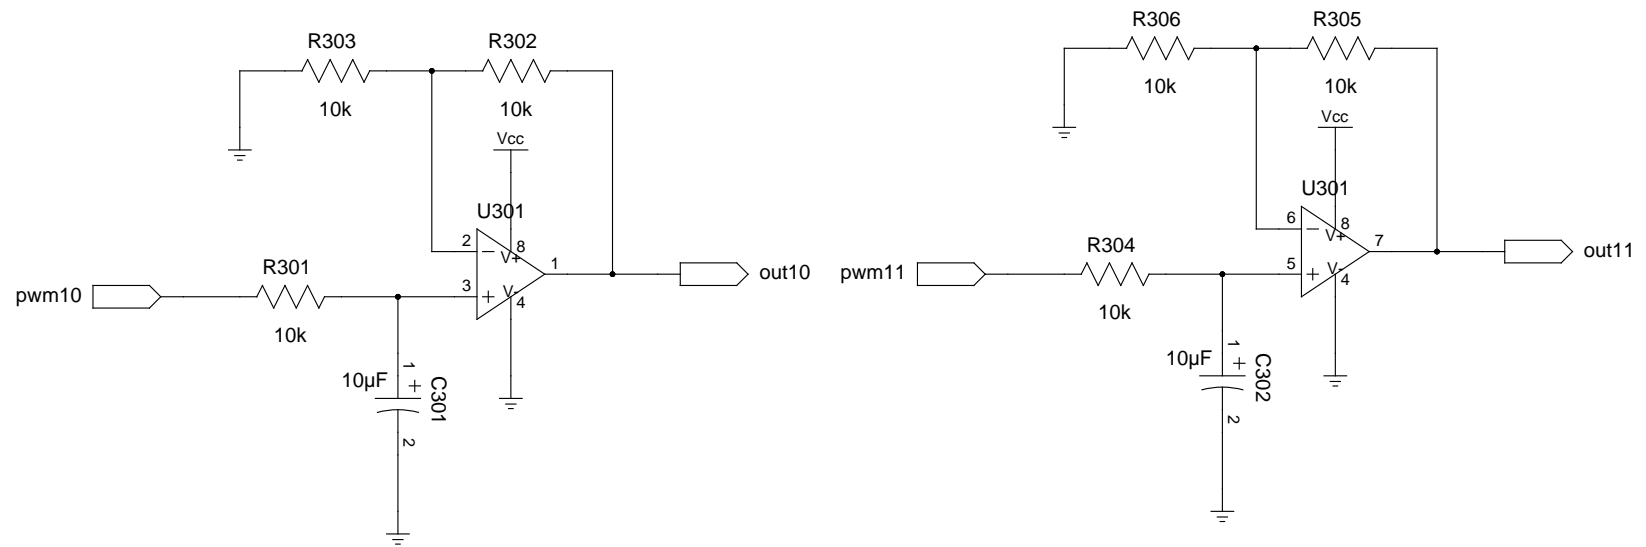 R303
R302
10k
10k
Vcc
U301
2
8
V+
1
out10
R301
3
V-
4
pwm10
10k
1
10µF
+
C301
2
R306
R305
10k
10k
Vcc
U301
6
8
V+
7
out11
R304
5
V-
4
pwm11
10k
1
10µF
+
C302
2